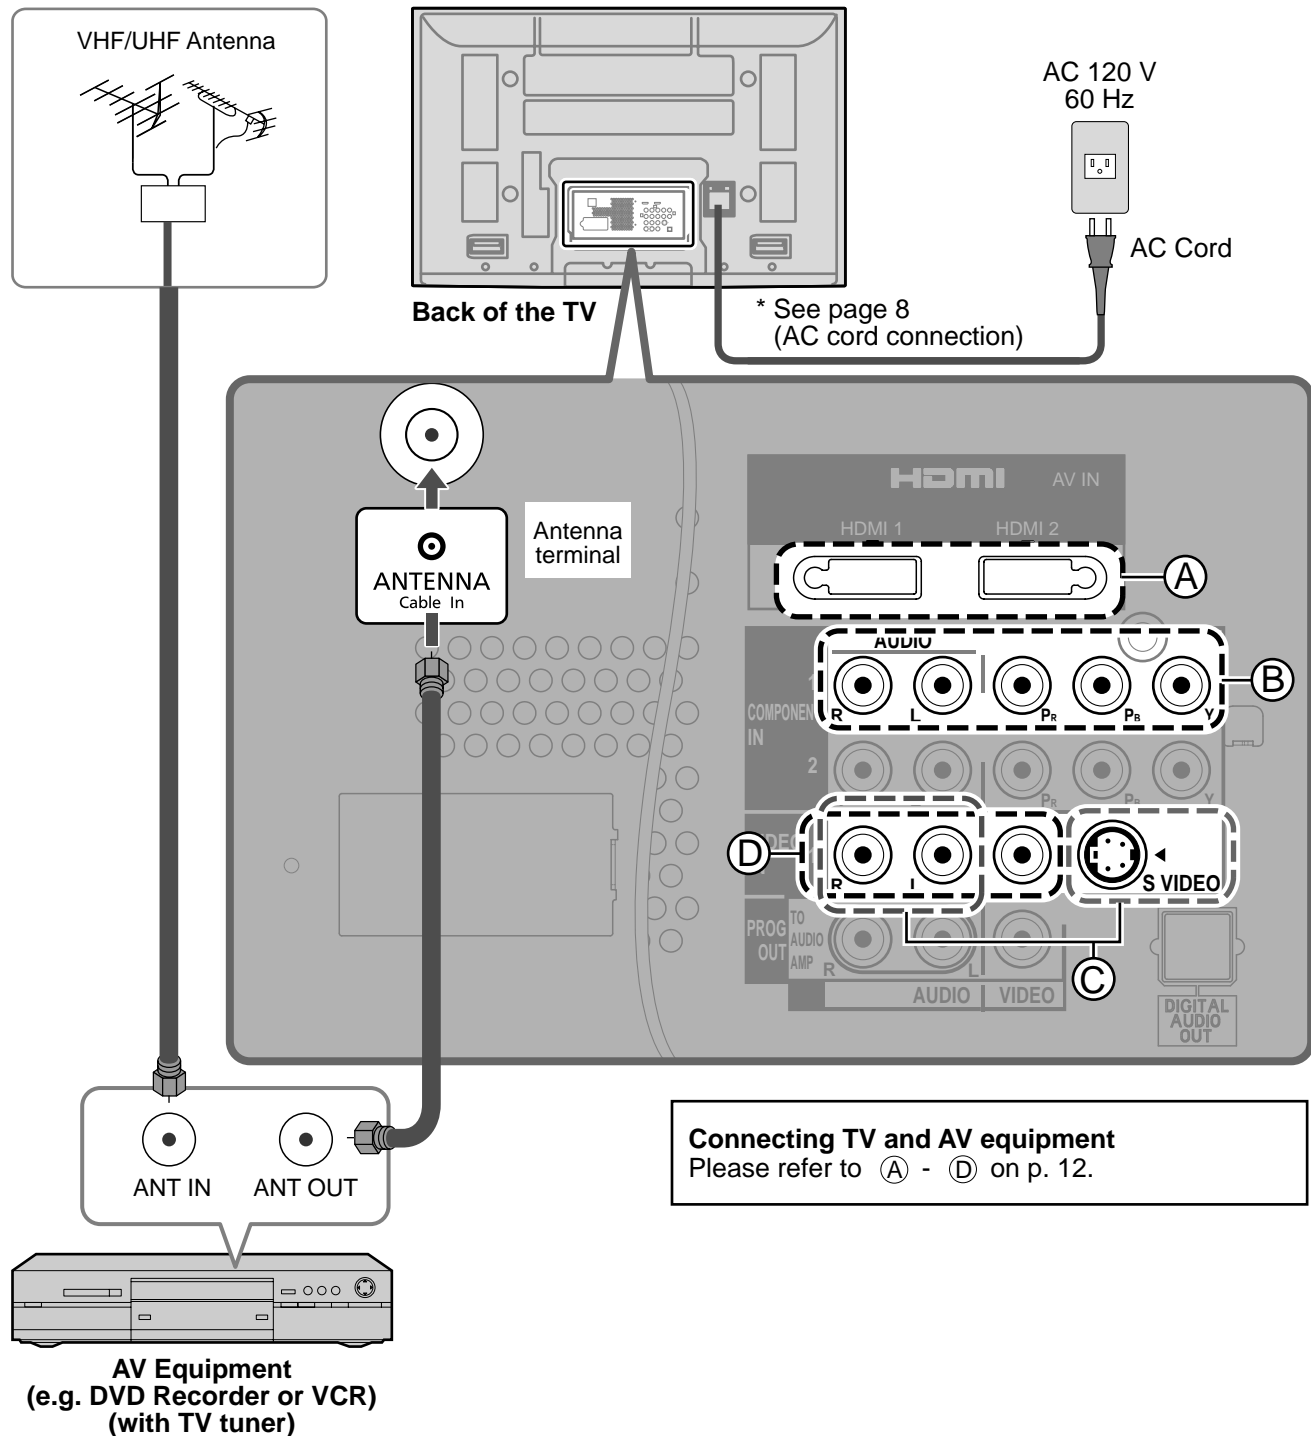 VHF/UHF Antenna
AC 120 V
60 Hz
AC Cord
Back of the TV
* See page 8
(AC cord connection)
ANTENNA
Cable In
Antenna
terminal
HDMI
AV IN
HDMI 1
HDMI 2
A
AUDIO
B
1
COMPONENT
IN
R
L
PR
PB
Y
2
PR
PB
Y
D
R
L
S VIDEO
PROG
OUT
TO
AUDIO
AMP
R
L
C
AUDIO
VIDEO
DIGITAL
AUDIO
OUT
ANT IN
ANT OUT
Connecting TV and AV equipment
Please refer to A - D on p. 12.
AV Equipment
(e.g. DVD Recorder or VCR)
(with TV tuner)